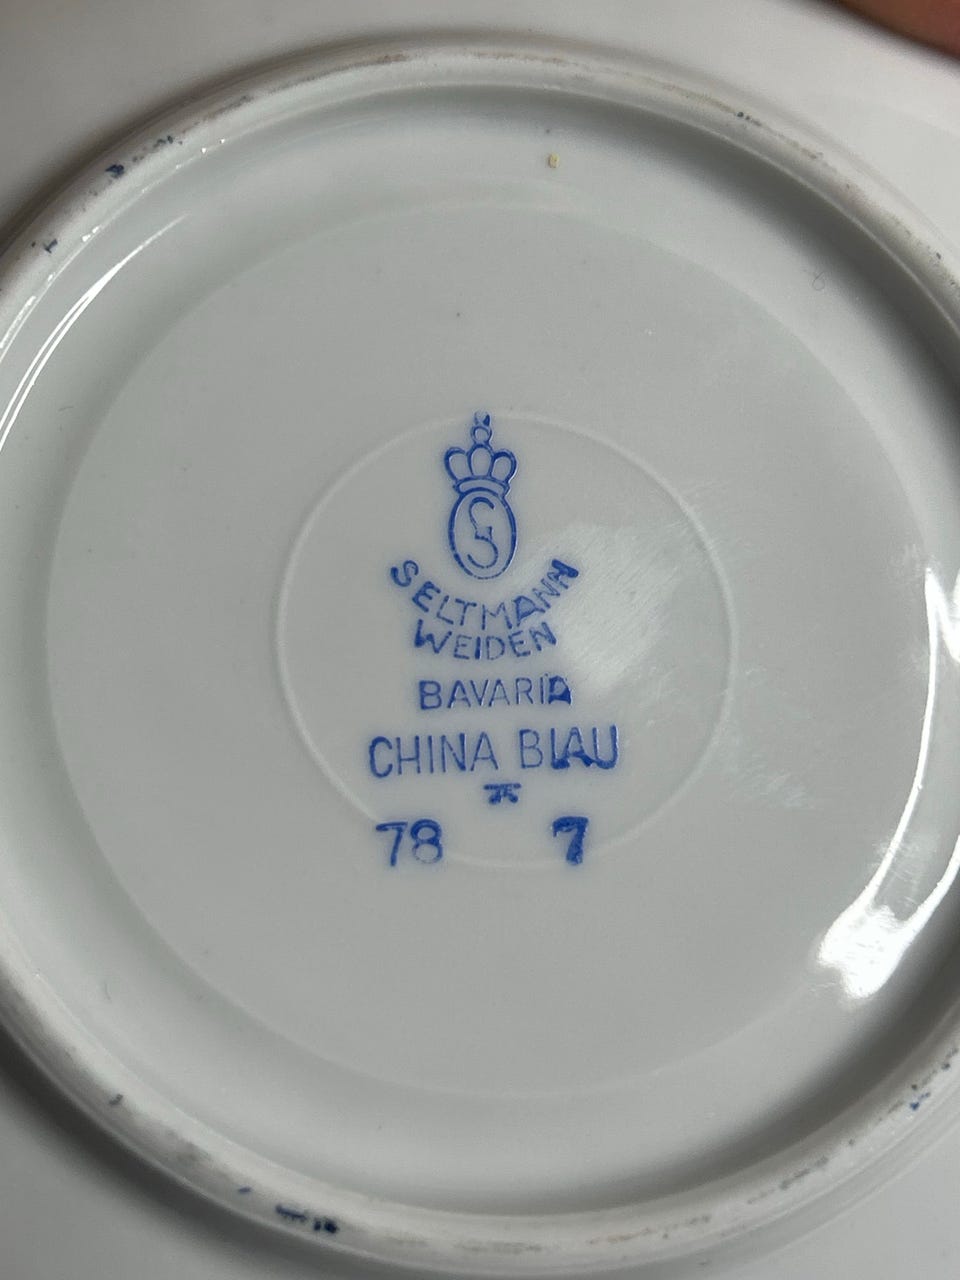 S
SELTMANN
WEIDEN
BAVARIA
CHINA BLAU
78 7